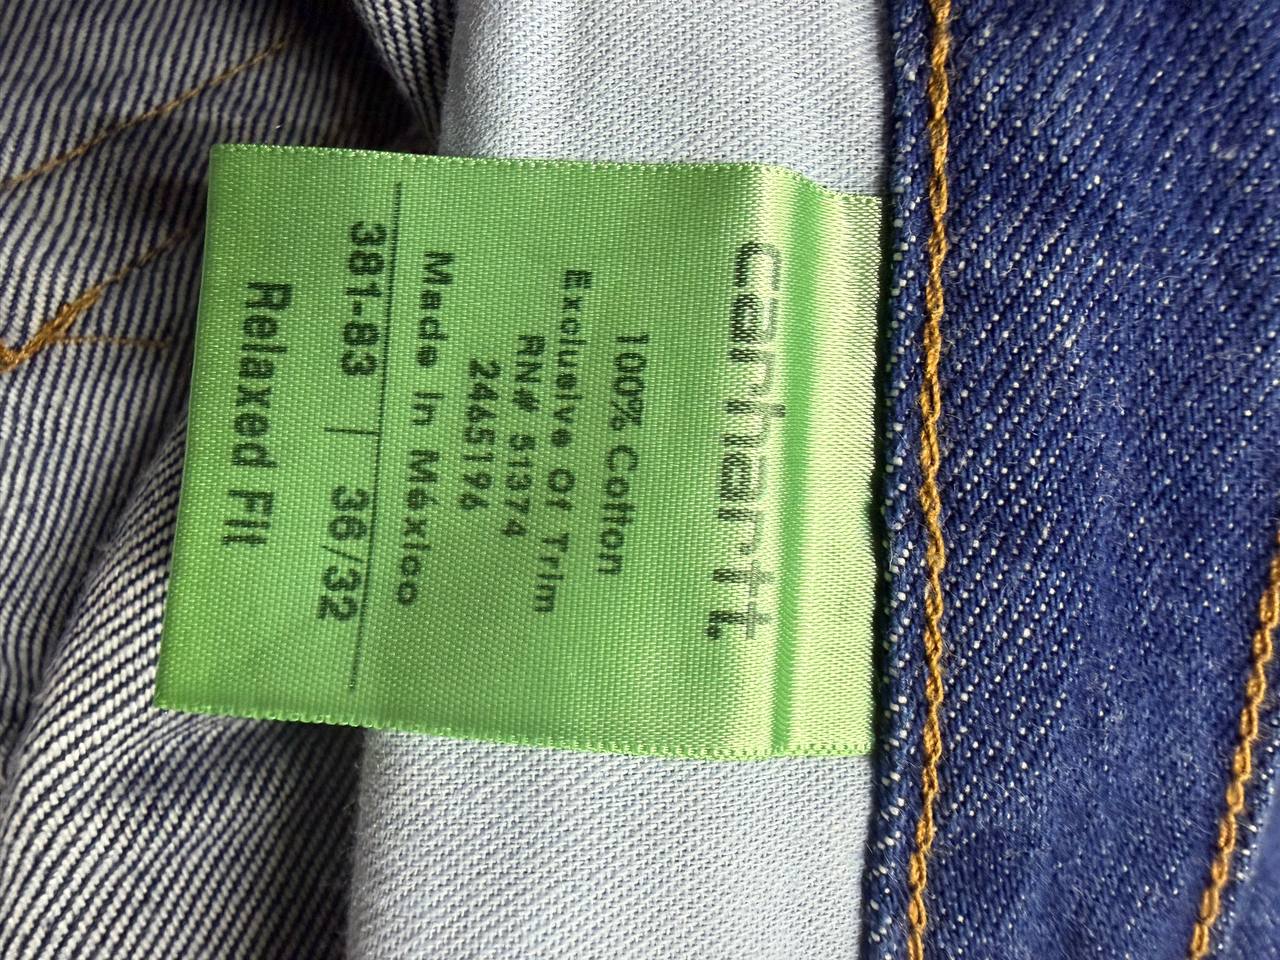 carhartt.
100% Cotton
Exclusive Of Trim
RN# 51374
2465196
Made In México
381-83 | 36/32
Relaxed Fit